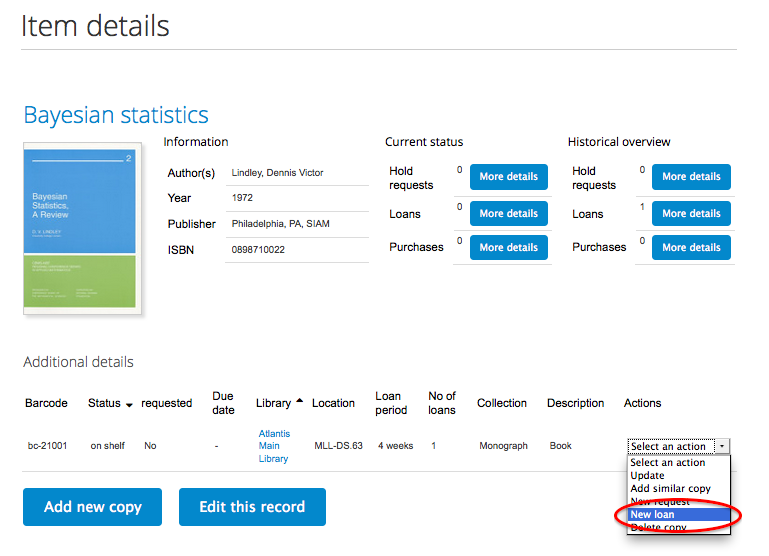 Item details
Bayesian statistics
Information
Current status
Historical overview
2
Bayesian
Statistics,
A Review
D. V. LINDLEY
Author(s) Lindley, Dennis Victor
Year 1972
Publisher Philadelphia, PA, SIAM
ISBN 0898710022
Hold requests 0 More details
Loans 0 More details
Purchases 0 More details
Hold requests 0 More details
Loans 1 More details
Purchases 0 More details
Additional details
Barcode Status requested Due date Library Location Loan period No of loans Collection Description Actions
bc-21001 on shelf No - Atlantis Main Library MLL-DS.63 4 weeks 1 Monograph Book Select an action
Select an action
Update
Add similar copy
New request
New loan
Delete copy
Add new copy Edit this record